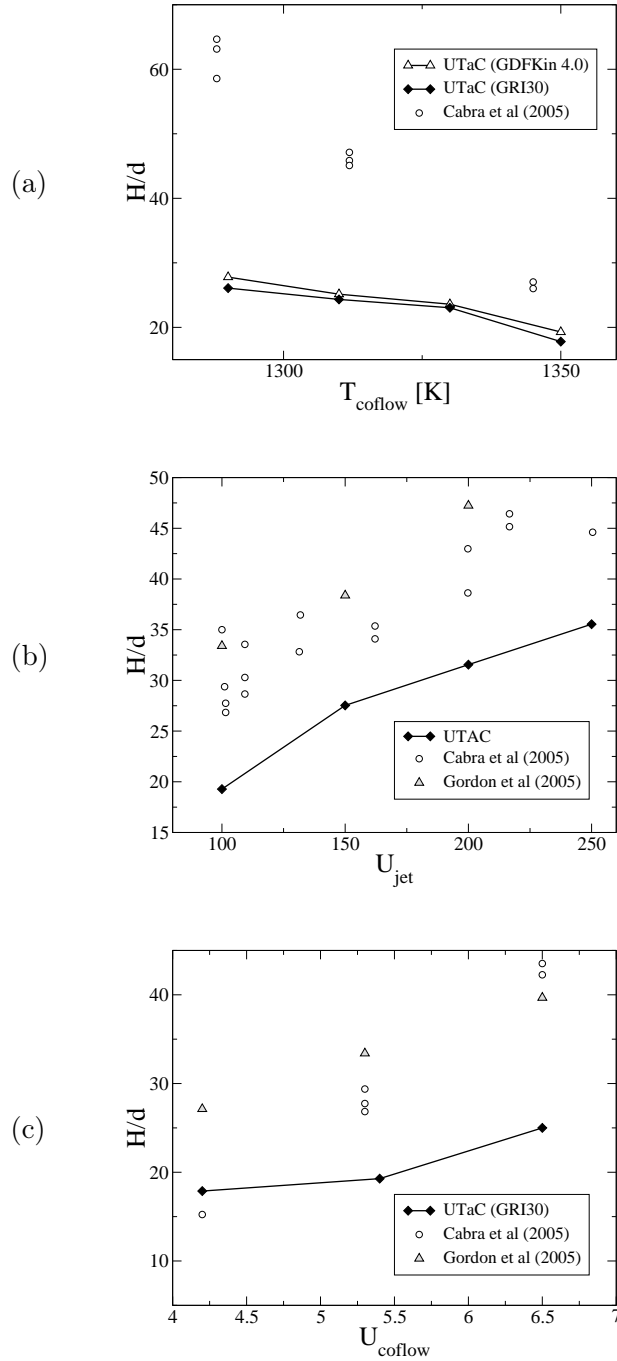 (a)
H/d
60
40
20
1300
1350
T_coflow [K]
UTaC (GDFKin 4.0)
UTaC (GRI30)
Cabra et al (2005)
(b)
H/d
50
45
40
35
30
25
20
15
100
150
200
250
U_jet
UTAC
Cabra et al (2005)
Gordon et al (2005)
(c)
H/d
40
30
20
10
4
4.5
5
5.5
6
6.5
7
U_coflow
UTaC (GRI30)
Cabra et al (2005)
Gordon et al (2005)